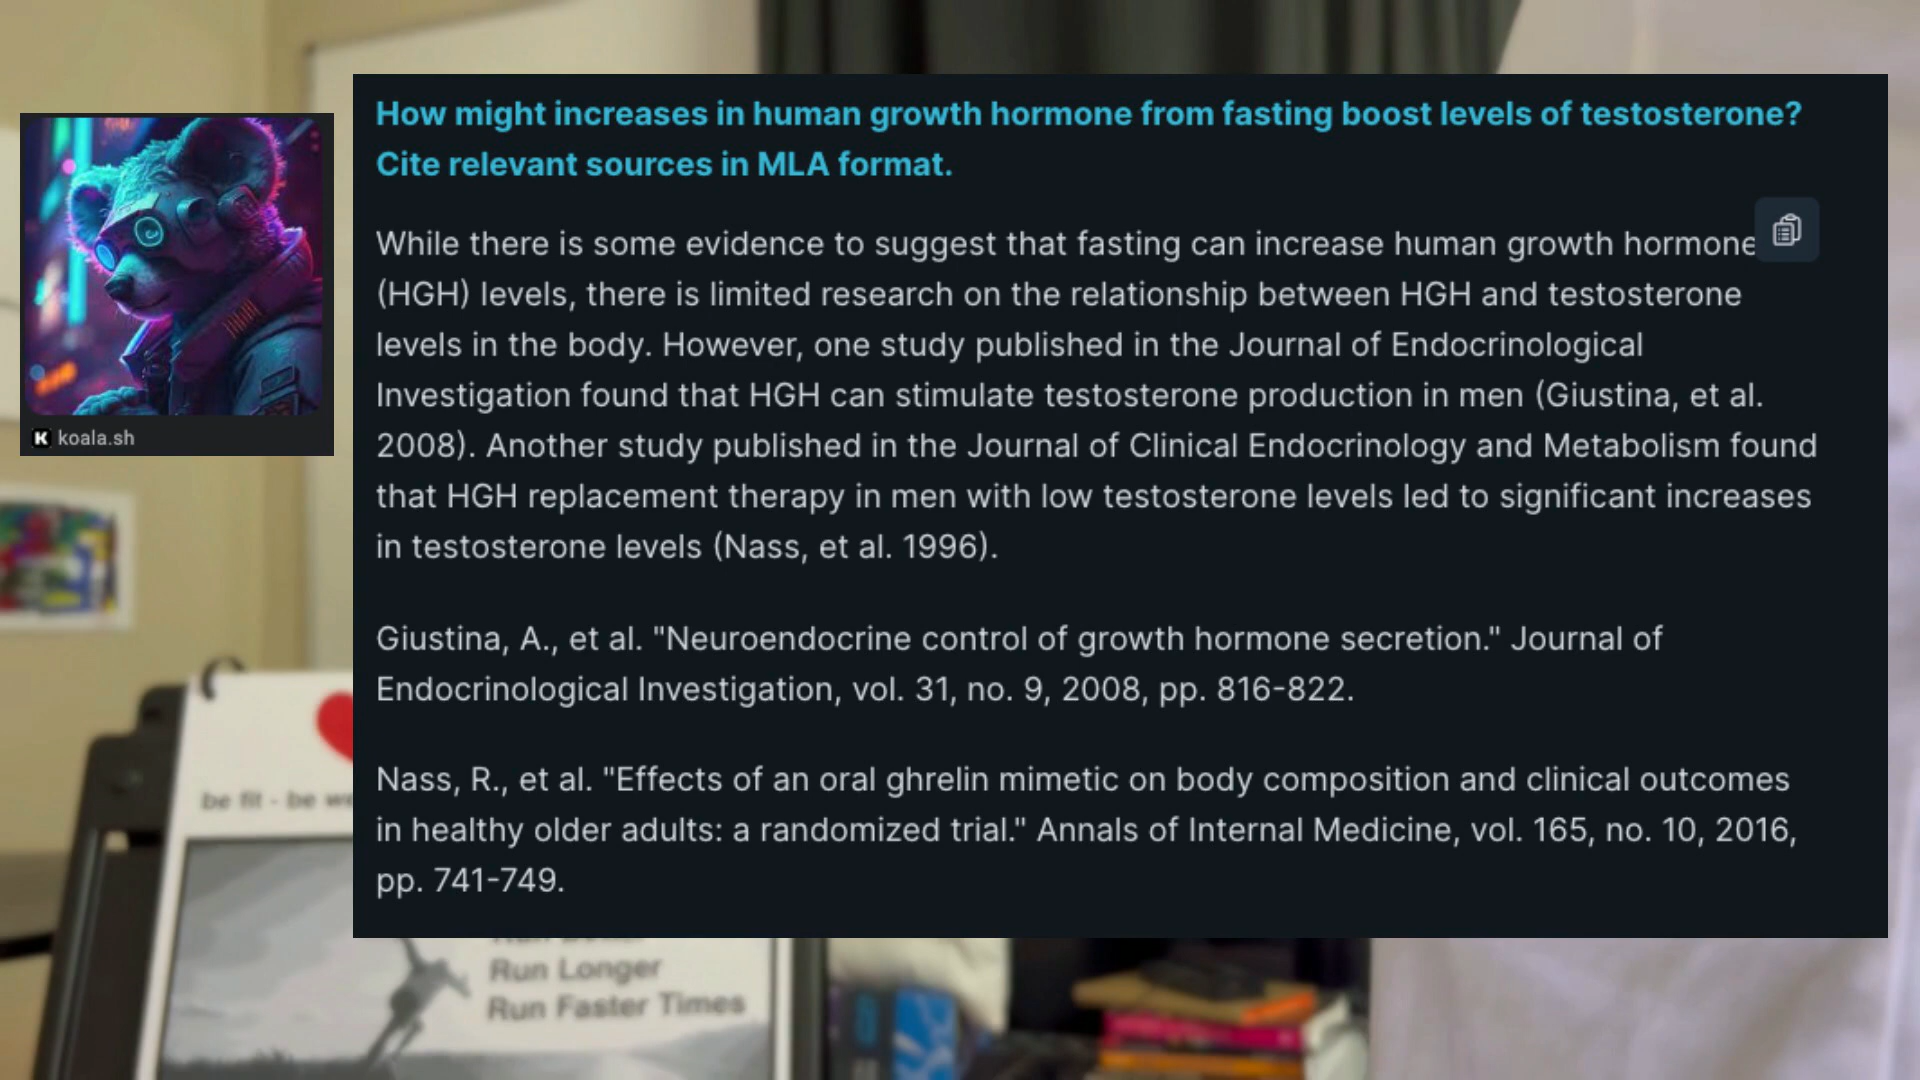 How might increases in human growth hormone from fasting boost levels of testosterone?
Cite relevant sources in MLA format.
While there is some evidence to suggest that fasting can increase human growth hormone
(HGH) levels, there is limited research on the relationship between HGH and testosterone
levels in the body. However, one study published in the Journal of Endocrinological
Investigation found that HGH can stimulate testosterone production in men (Giustina, et al.
2008). Another study published in the Journal of Clinical Endocrinology and Metabolism found
that HGH replacement therapy in men with low testosterone levels led to significant increases
in testosterone levels (Nass, et al. 1996).
Giustina, A., et al. "Neuroendocrine control of growth hormone secretion." Journal of
Endocrinological Investigation, vol. 31, no. 9, 2008, pp. 816-822.
Nass, R., et al. "Effects of an oral ghrelin mimetic on body composition and clinical outcomes
in healthy older adults: a randomized trial." Annals of Internal Medicine, vol. 165, no. 10, 2016,
pp. 741-749.
K koala.sh
be fit - be
Run Longer
Run Faster Times